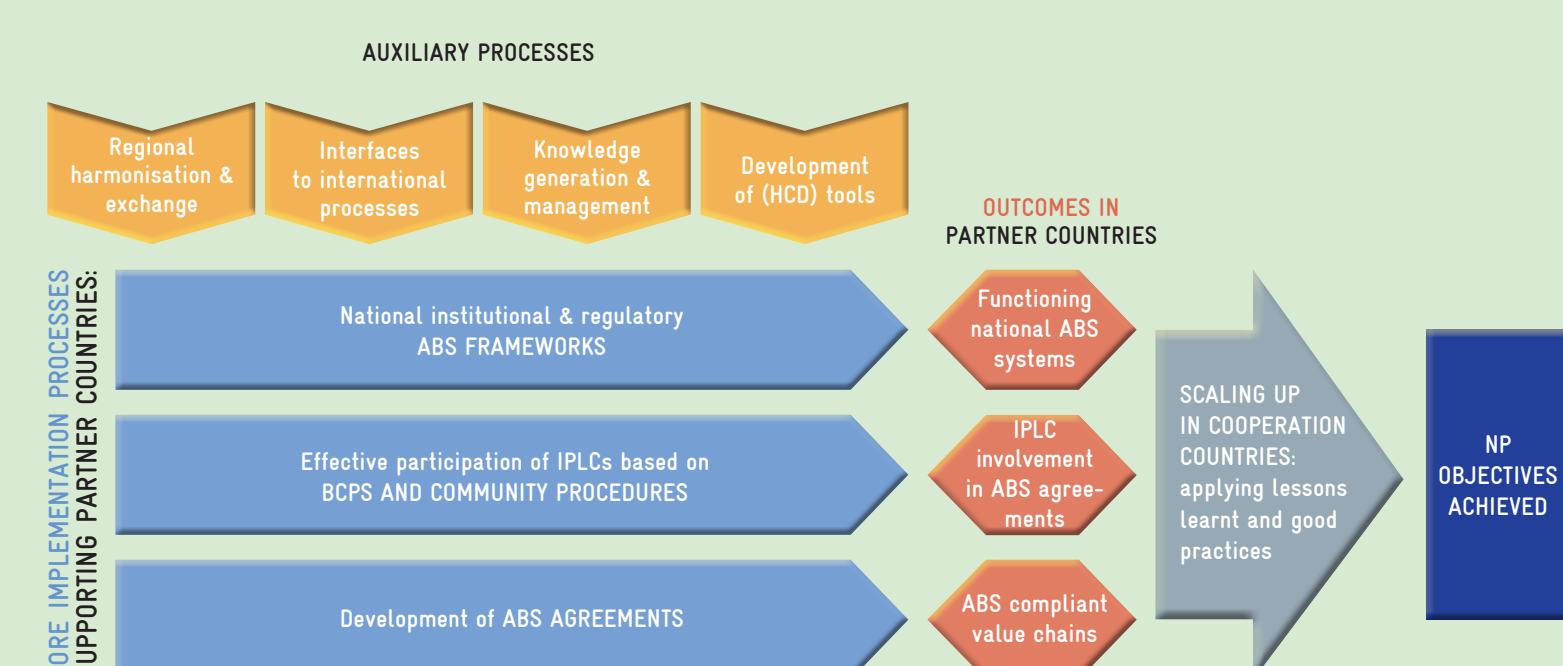 AUXILIARY PROCESSES
Regional
harmonisation &
exchange
Interfaces
to international
processes
Knowledge
generation &
management
Development
of (HCD) tools
OUTCOMES IN
PARTNER COUNTRIES
ORE IMPLEMENTATION PROCESSES
UPPORTING PARTNER COUNTRIES:
National institutional & regulatory
ABS FRAMEWORKS
Functioning
national ABS
systems
Effective participation of IPLCs based on
BCPS AND COMMUNITY PROCEDURES
IPLC
involvement
in ABS agree-
ments
Development of ABS AGREEMENTS
ABS compliant
value chains
SCALING UP
IN COOPERATION
COUNTRIES:
applying lessons
learnt and good
practices
NP
OBJECTIVES
ACHIEVED